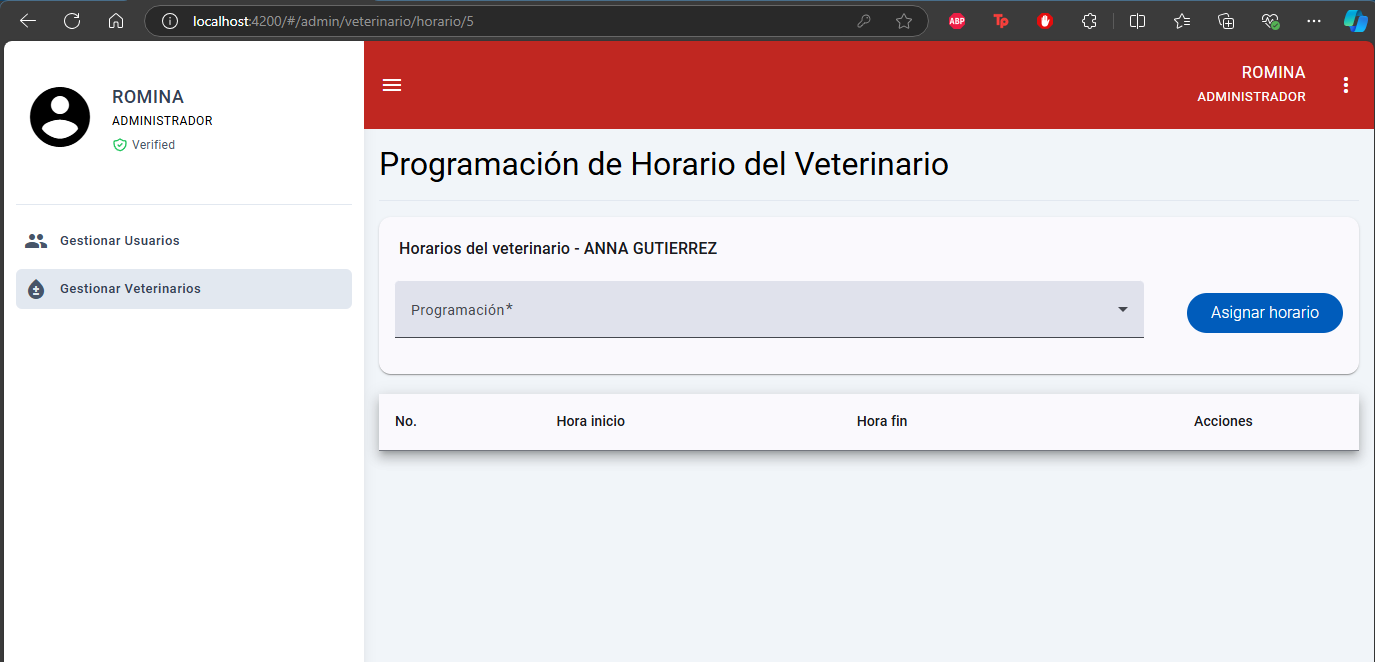 localhost:4200/#/admin/veterinario/horario/5
ABP
Tp
ROMINA
ADMINISTRADOR
Verified
Gestionar Usuarios
Gestionar Veterinarios
ROMINA
ADMINISTRADOR
Programación de Horario del Veterinario
Horarios del veterinario - ANNA GUTIERREZ
Programación*
Asignar horario
No. Hora inicio Hora fin Acciones